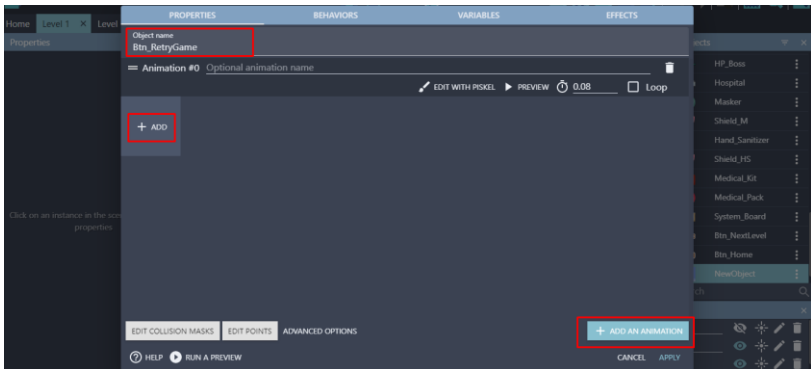 PROPERTIES BEHAVIORS VARIABLES EFFECTS
Home Level 1 × Level
Object name
Btn_RetryGame
Properties
ects
Animation #0 Optional animation name
EDIT WITH PISKEL PREVIEW 0.08 Loop
+ ADD
HP_Boss
Hospital
Masker
Shield_M
Hand_Sanitizer
Shield_HS
Medical_Kit
Medical_Pack
System_Board
Btn_NextLevel
Btn_Home
NewObject
ch
Click on an instance in the sce
properties
EDIT COLLISION MASKS EDIT POINTS ADVANCED OPTIONS + ADD AN ANIMATION
HELP RUN A PREVIEW CANCEL APPLY